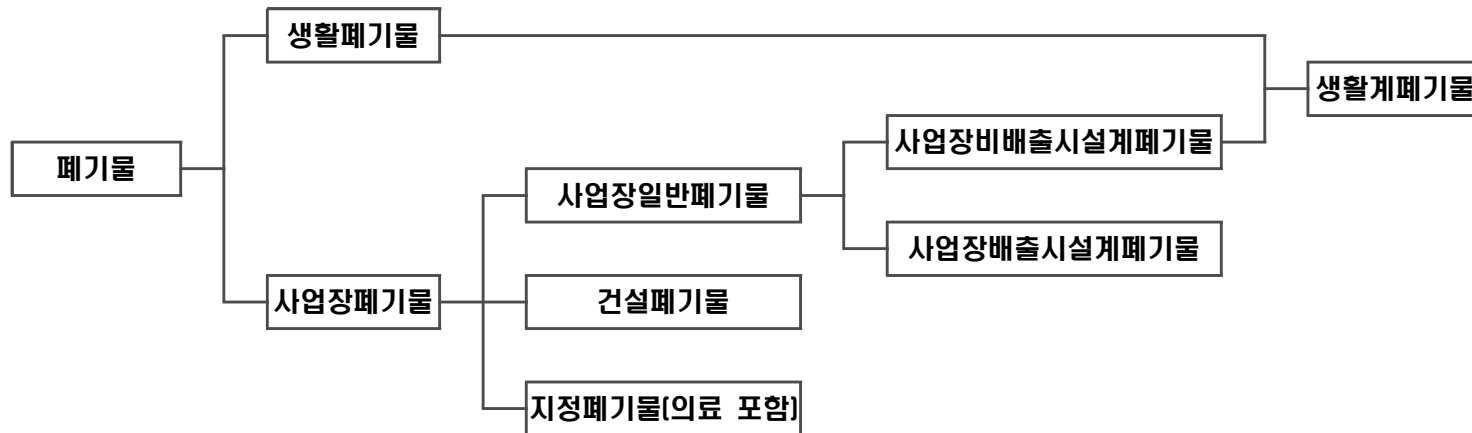 생활폐기물
생활계폐기물
사업장비배출시설계폐기물
폐기물
사업장일반폐기물
사업장배출시설계폐기물
사업장폐기물
건설폐기물
지정폐기물(의료 포함)